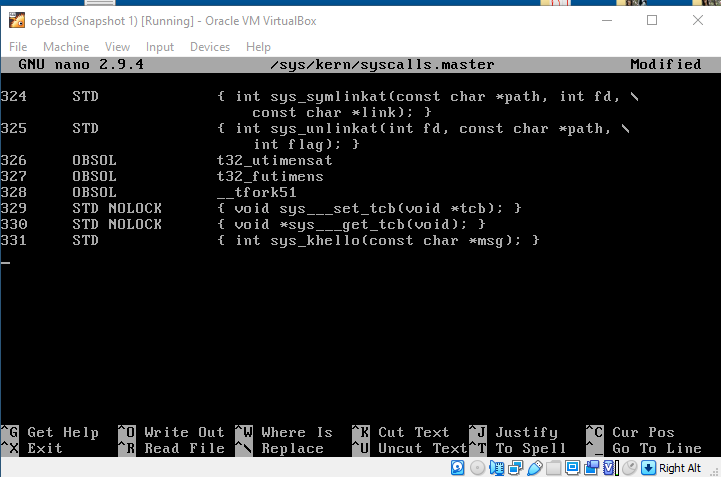 opebsd (Snapshot 1) [Running] - Oracle VM VirtualBox
File Machine View Input Devices Help
GNU nano 2.9.4 /sys/kern/syscalls.master Modified
324 STD { int sys_symlinkat(const char *path, int fd, \
const char *link); }
325 STD { int sys_unlinkat(int fd, const char *path, \
int flag); }
326 OBSOL t32_utimensat
327 OBSOL t32_futimens
328 OBSOL __tfork51
329 STD NOLOCK { void sys___set_tcb(void *tcb); }
330 STD NOLOCK { void *sys___get_tcb(void); }
331 STD { int sys_khello(const char *msg); }
^G Get Help ^O Write Out ^W Where Is ^K Cut Text ^J Justify ^C Cur Pos
^X Exit ^R Read File ^\ Replace ^U Uncut Text ^T To Spell ^_ Go To Line
Right Alt